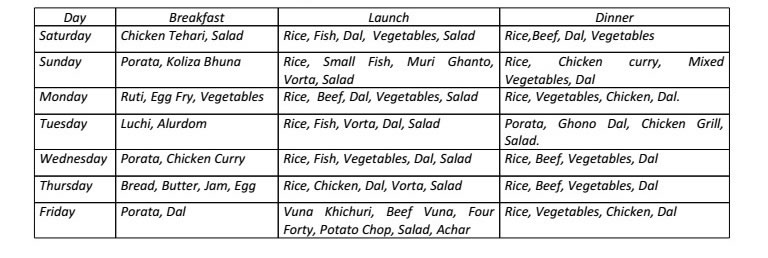 Day Breakfast Launch Dinner
Saturday Chicken Tehari, Salad Rice, Fish, Dal, Vegetables, Salad Rice,Beef, Dal, Vegetables
Sunday Porata, Koliza Bhuna Rice, Small Fish, Muri Ghanto, Rice, Chicken curry, Mixed
Vorta, Salad Vegetables, Dal
Monday Ruti, Egg Fry, Vegetables Rice, Beef, Dal, Vegetables, Salad Rice, Vegetables, Chicken, Dal.
Tuesday Luchi, Alurdom Rice, Fish, Vorta, Dal, Salad Porata, Ghono Dal, Chicken Grill,
Salad.
Wednesday Porata, Chicken Curry Rice, Fish, Vegetables, Dal, Salad Rice, Beef, Vegetables, Dal
Thursday Bread, Butter, Jam, Egg Rice, Chicken, Dal, Vorta, Salad Rice, Beef, Vegetables, Dal
Friday Porata, Dal Vuna Khichuri, Beef Vuna, Four Rice, Vegetables, Chicken, Dal
Forty, Potato Chop, Salad, Achar